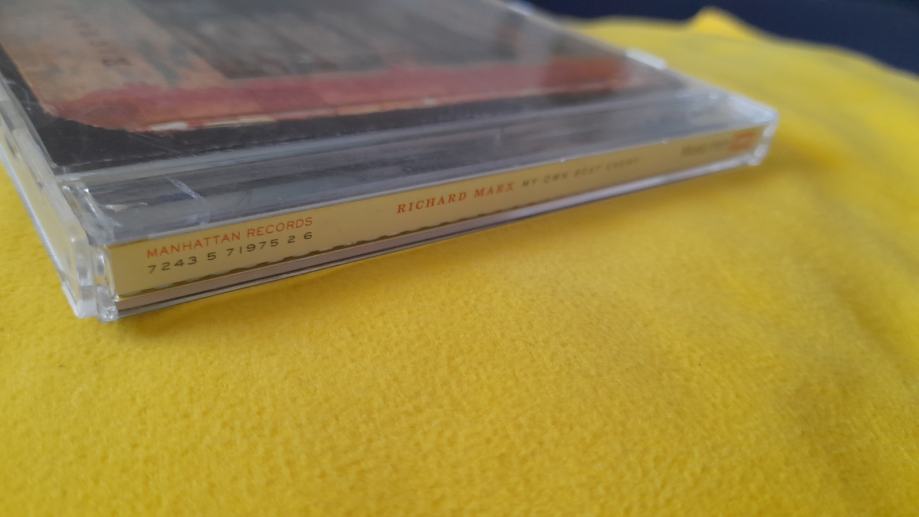 MANHATTAN RECORDS
7243 5 71975 2 6
RICHARD MARX MY OWN BEST ENEMY